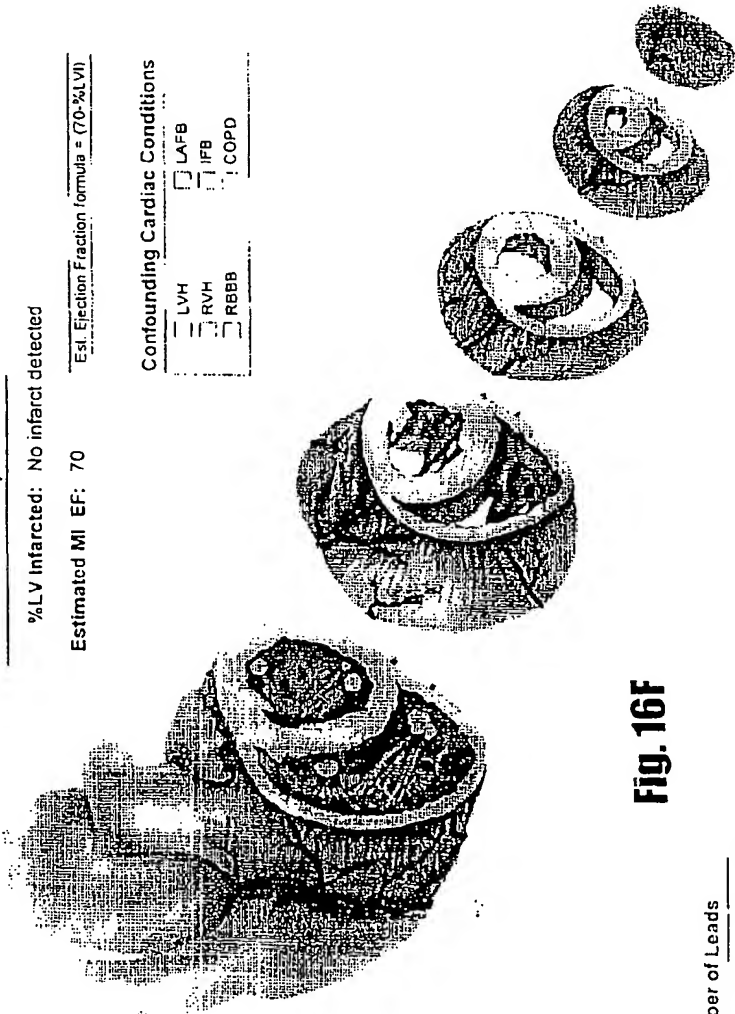 %LV Infarcted: No infarct detected
Estimated MI EF: 70
Est. Ejection Fraction formula = (70-%LVI)
Confounding Cardiac Conditions
LVH
RVH
RBBB
LAFB
IFB
COPD
Fig. 16F
ber of Leads